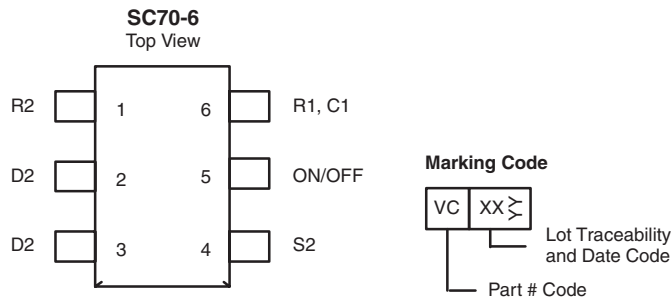 SC70-6
Top View
R2 1 6 R1, C1
D2 2 5 ON/OFF
D2 3 4 S2
Marking Code
VC XX YY
Lot Traceability
and Date Code
Part # Code